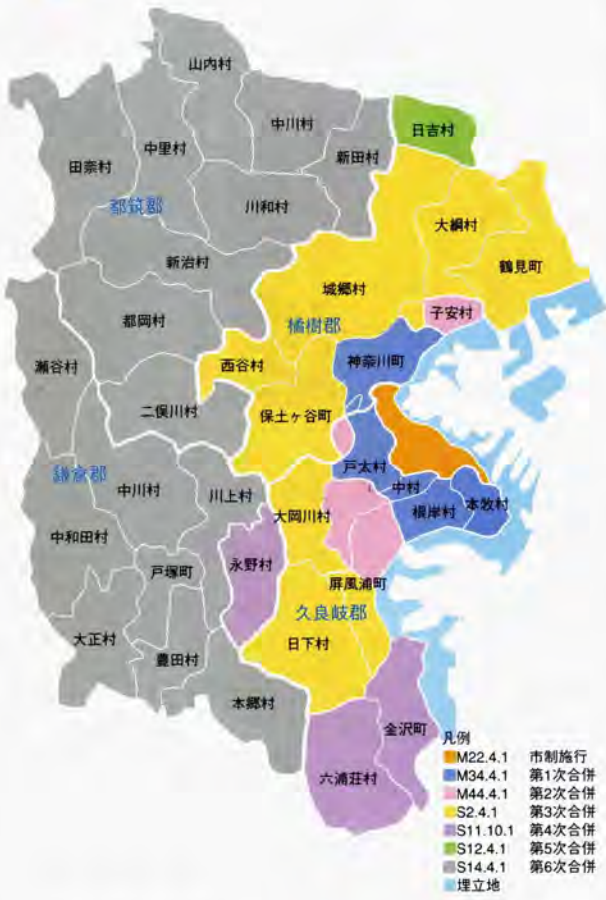 山内村
中川村
日吉村
中里村
新田村
田奈村
都筑郡
川和村
大綱村
新治村
鶴見町
城郷村
子安村
都岡村
橘樹郡
瀬谷村
西谷村
神奈川町
二俣川村
保土ヶ谷町
戸太村
鎌倉郡
中川村
川上村
中村
本牧村
大岡川村
根岸村
中和田村
永野村
戸塚町
屏風浦町
久良岐郡
大正村
豊田村
日下村
本郷村
金沢町
六浦荘村
凡例
M22.4.1 市制施行
M34.4.1 第1次合併
M44.4.1 第2次合併
S2.4.1 第3次合併
S11.10.1 第4次合併
S12.4.1 第5次合併
S14.4.1 第6次合併
埋立地